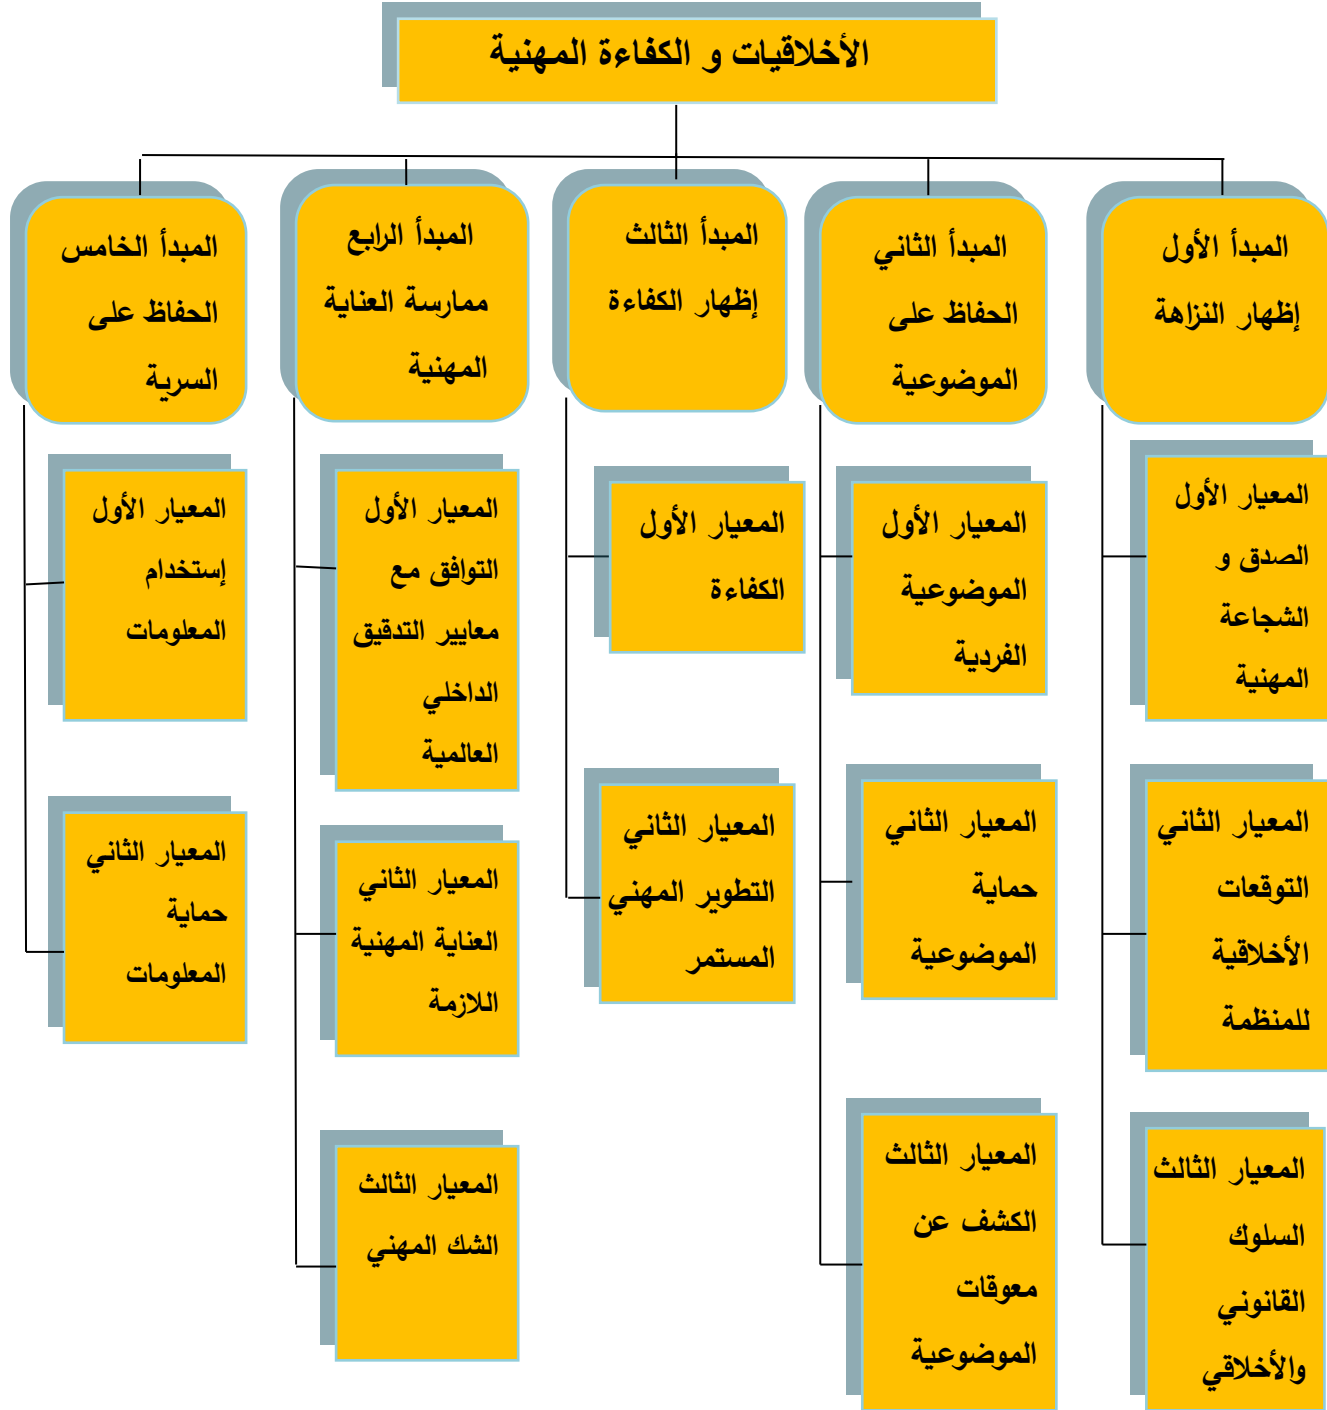 الأخلاقيات و الكفاءة المهنية
المبدأ الأول
إظهار النزاهة
المعيار الأول
الصدق و
الشجاعة
المهنية
المعيار الثاني
التوقعات
الأخلاقية
للمنظمة
المعيار الثالث
السلوك
القانوني
والأخلاقي
المبدأ الثاني
الحفاظ على
الموضوعية
المعيار الأول
الموضوعية
الفردية
المعيار الثاني
حماية
الموضوعية
المعيار الثالث
الكشف عن
معوقات
الموضوعية
المبدأ الثالث
إظهار الكفاءة
المعيار الأول
الكفاءة
المعيار الثاني
التطوير المهني
المستمر
المبدأ الرابع
ممارسة العناية
المهنية
المعيار الأول
التوافق مع
معايير التدقيق
الداخلي
العالمية
المعيار الثاني
العناية المهنية
اللازمة
المعيار الثالث
الشك المهني
المبدأ الخامس
الحفاظ على
السرية
المعيار الأول
إستخدام
المعلومات
المعيار الثاني
حماية
المعلومات